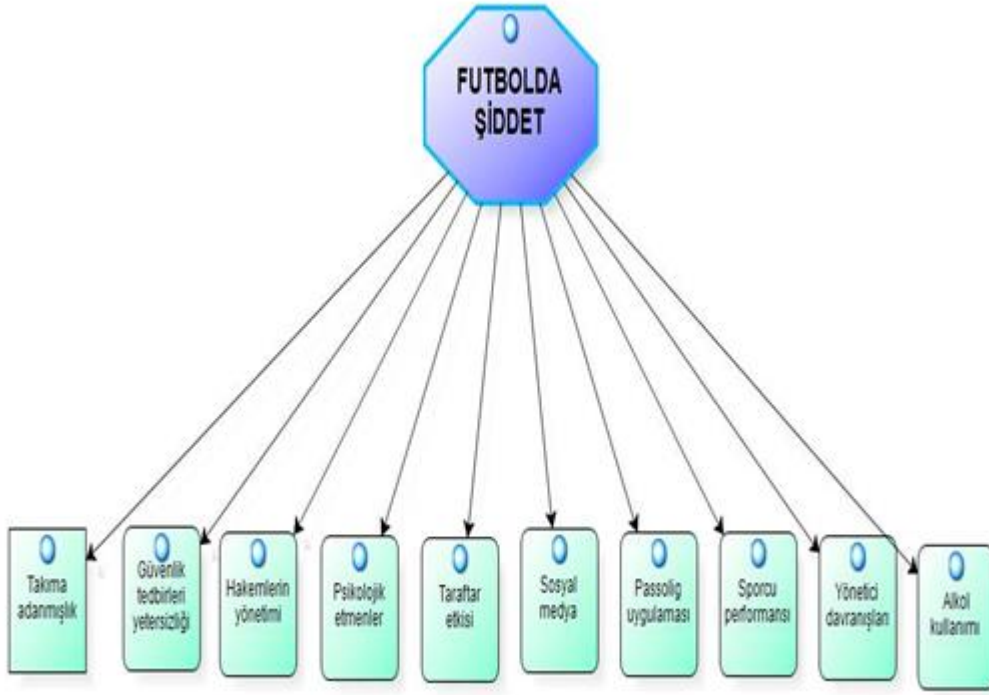 FUTBOLDA
ŞİDDET
Takıma
adanmışlık
Güvenlik
tedbirleri
yetersizliği
Hakemlerin
yönetimi
Psikolojik
etmenler
Taraftar
etkisi
Sosyal
medya
Passolig
uygulaması
Sporcu
performansı
Yönetici
davranışları
Alkol
kullanımı